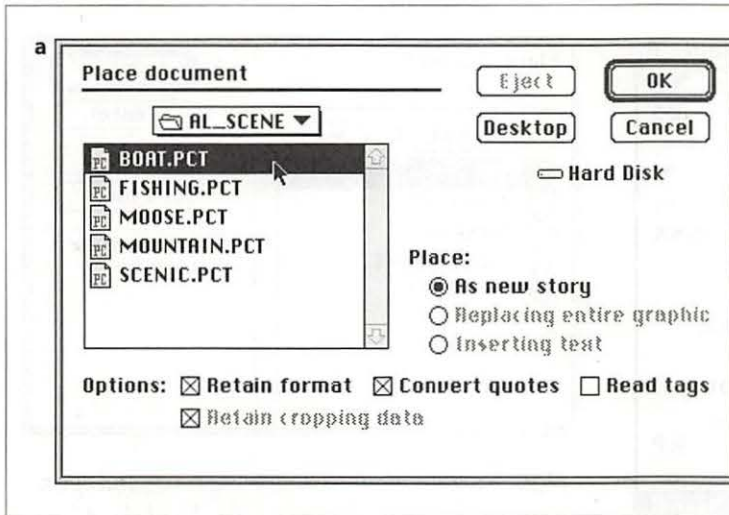 a
Place document
Eject
OK
AL_SCENE
Desktop
Cancel
BOAT.PCT
Hard Disk
FISHING.PCT
MOOSE.PCT
MOUNTAIN.PCT
SCENIC.PCT
Place:
As new story
Replacing entire graphic
Inserting text
Options: Retain format Convert quotes Read tags
Retain cropping data